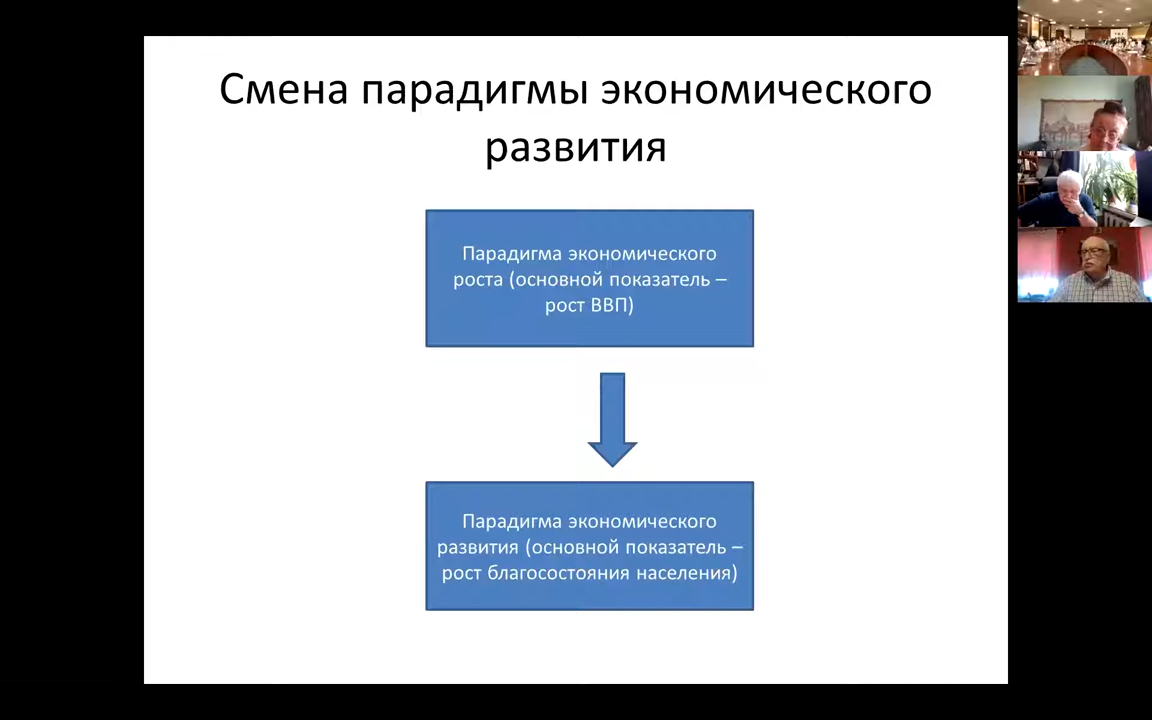 Смена парадигмы экономического
развития
Парадигма экономического
роста (основной показатель –
рост ВВП)
Парадигма экономического
развития (основной показатель –
рост благосостояния населения)